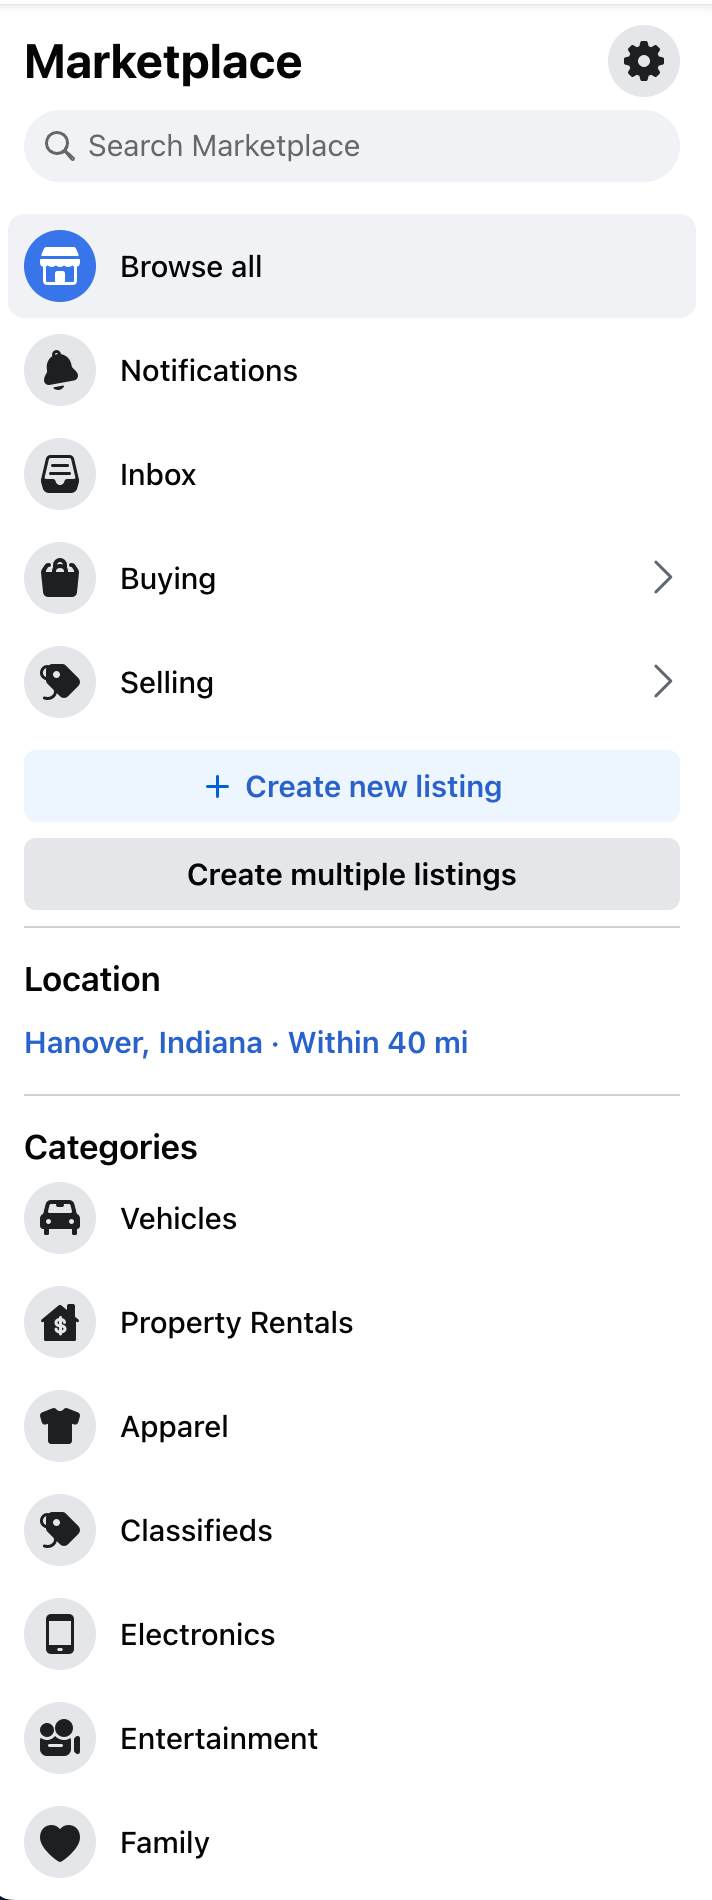 Marketplace
Search Marketplace
Browse all
Notifications
Inbox
Buying
Selling
+ Create new listing
Create multiple listings
Location
Hanover, Indiana · Within 40 mi
Categories
Vehicles
$
Property Rentals
Apparel
Classifieds
Electronics
Entertainment
Family